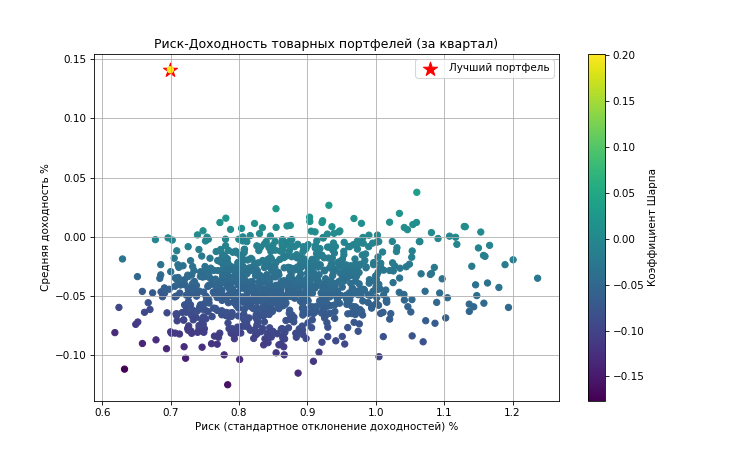 Риск-Доходность товарных портфелей (за квартал)
Лучший портфель
Средняя доходность %
0.15
0.10
0.05
0.00
−0.05
−0.10
0.6 0.7 0.8 0.9 1.0 1.1 1.2
Риск (стандартное отклонение доходностей) %
0.20
0.15
0.10
0.05
0.00
−0.05
−0.10
−0.15
Коэффициент Шарпа